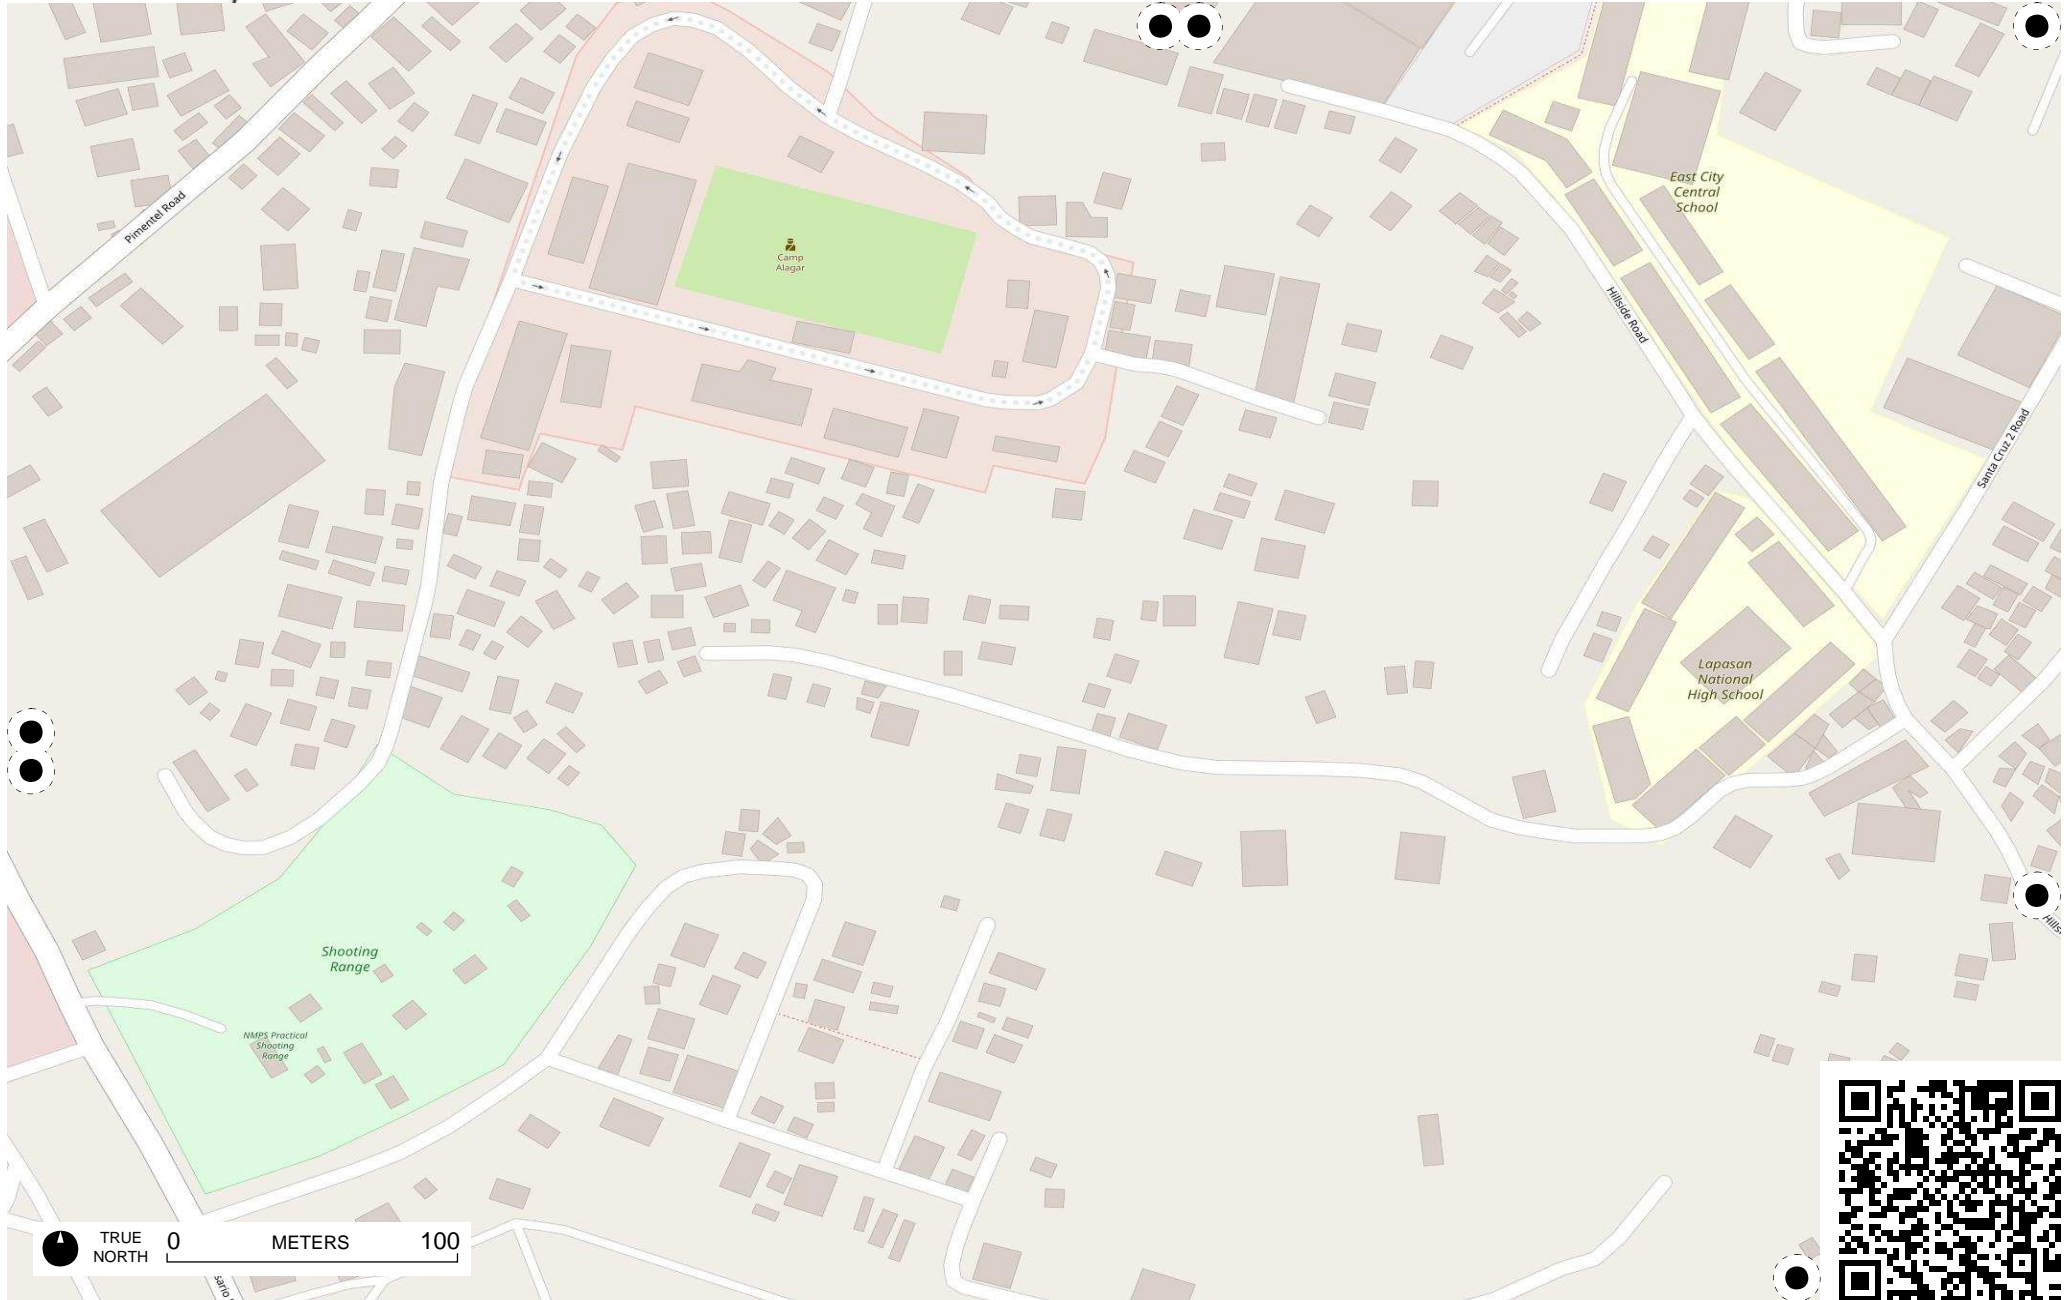 East City
Central
School
Pimentel Road
Camp
Alagar
Hillside Road
Santa Cruz 2 Road
Lapasan
National
High School
Shooting
Range
NMPS Practical
Shooting
Range
TRUE
NORTH
0 METERS 100